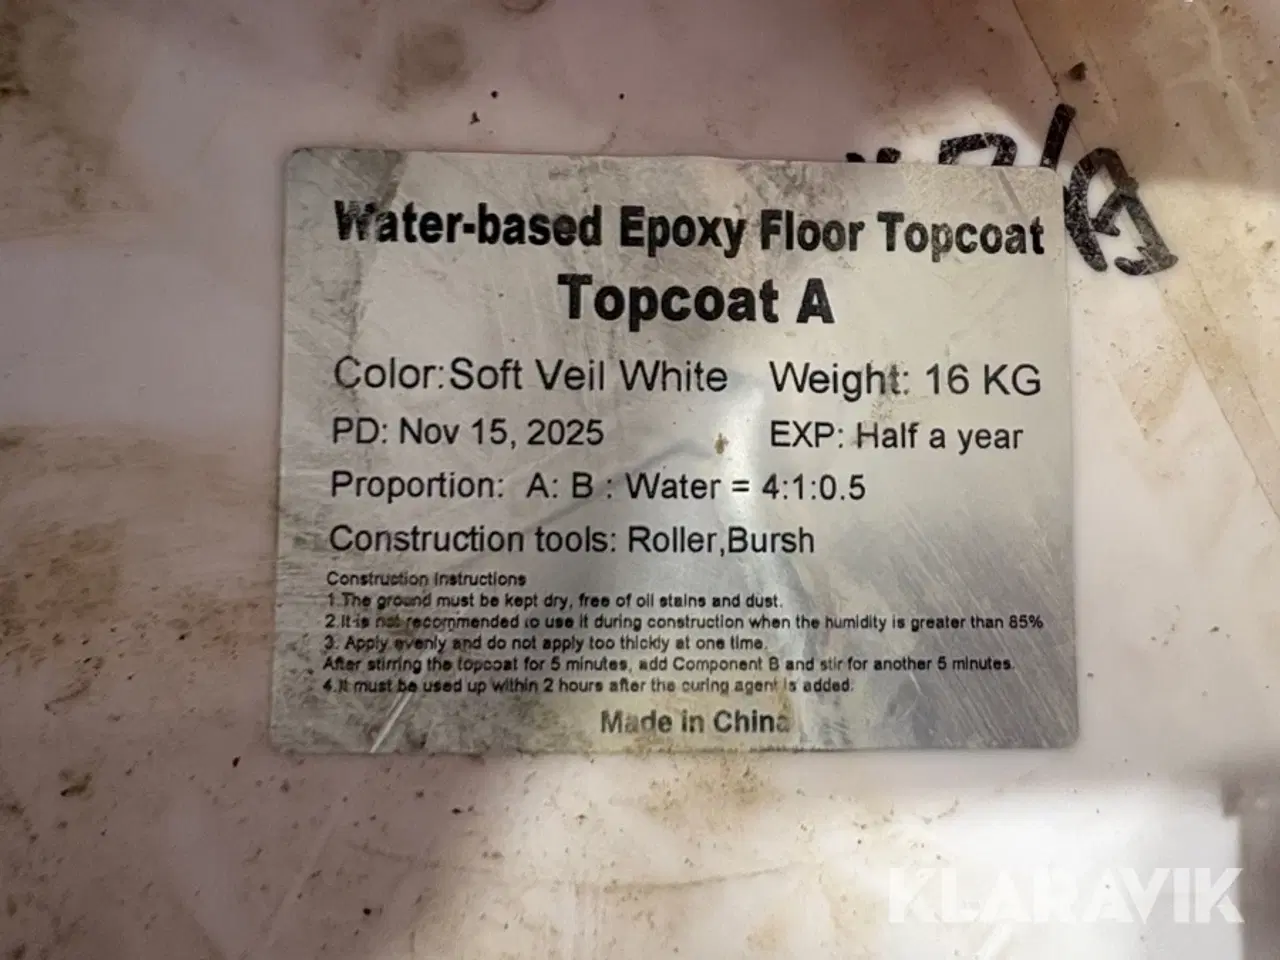 Water-based Epoxy Floor Topcoat
Topcoat A
Color:Soft Veil White Weight: 16 KG
PD: Nov 15, 2025 EXP: Half a year
Proportion: A: B : Water = 4:1:0.5
Construction tools: Roller,Bursh
Construction Instructions
1.The ground must be kept dry, free of oil stains and dust.
2.It is not recommended to use it during construction when the humidity is greater than 85%
3. Apply evenly and do not apply too thickly at one time.
After stirring the topcoat for 5 minutes, add Component B and stir for another 5 minutes.
4.It must be used up within 2 hours after the curing agent is added.
Made in China
KLARAVIK